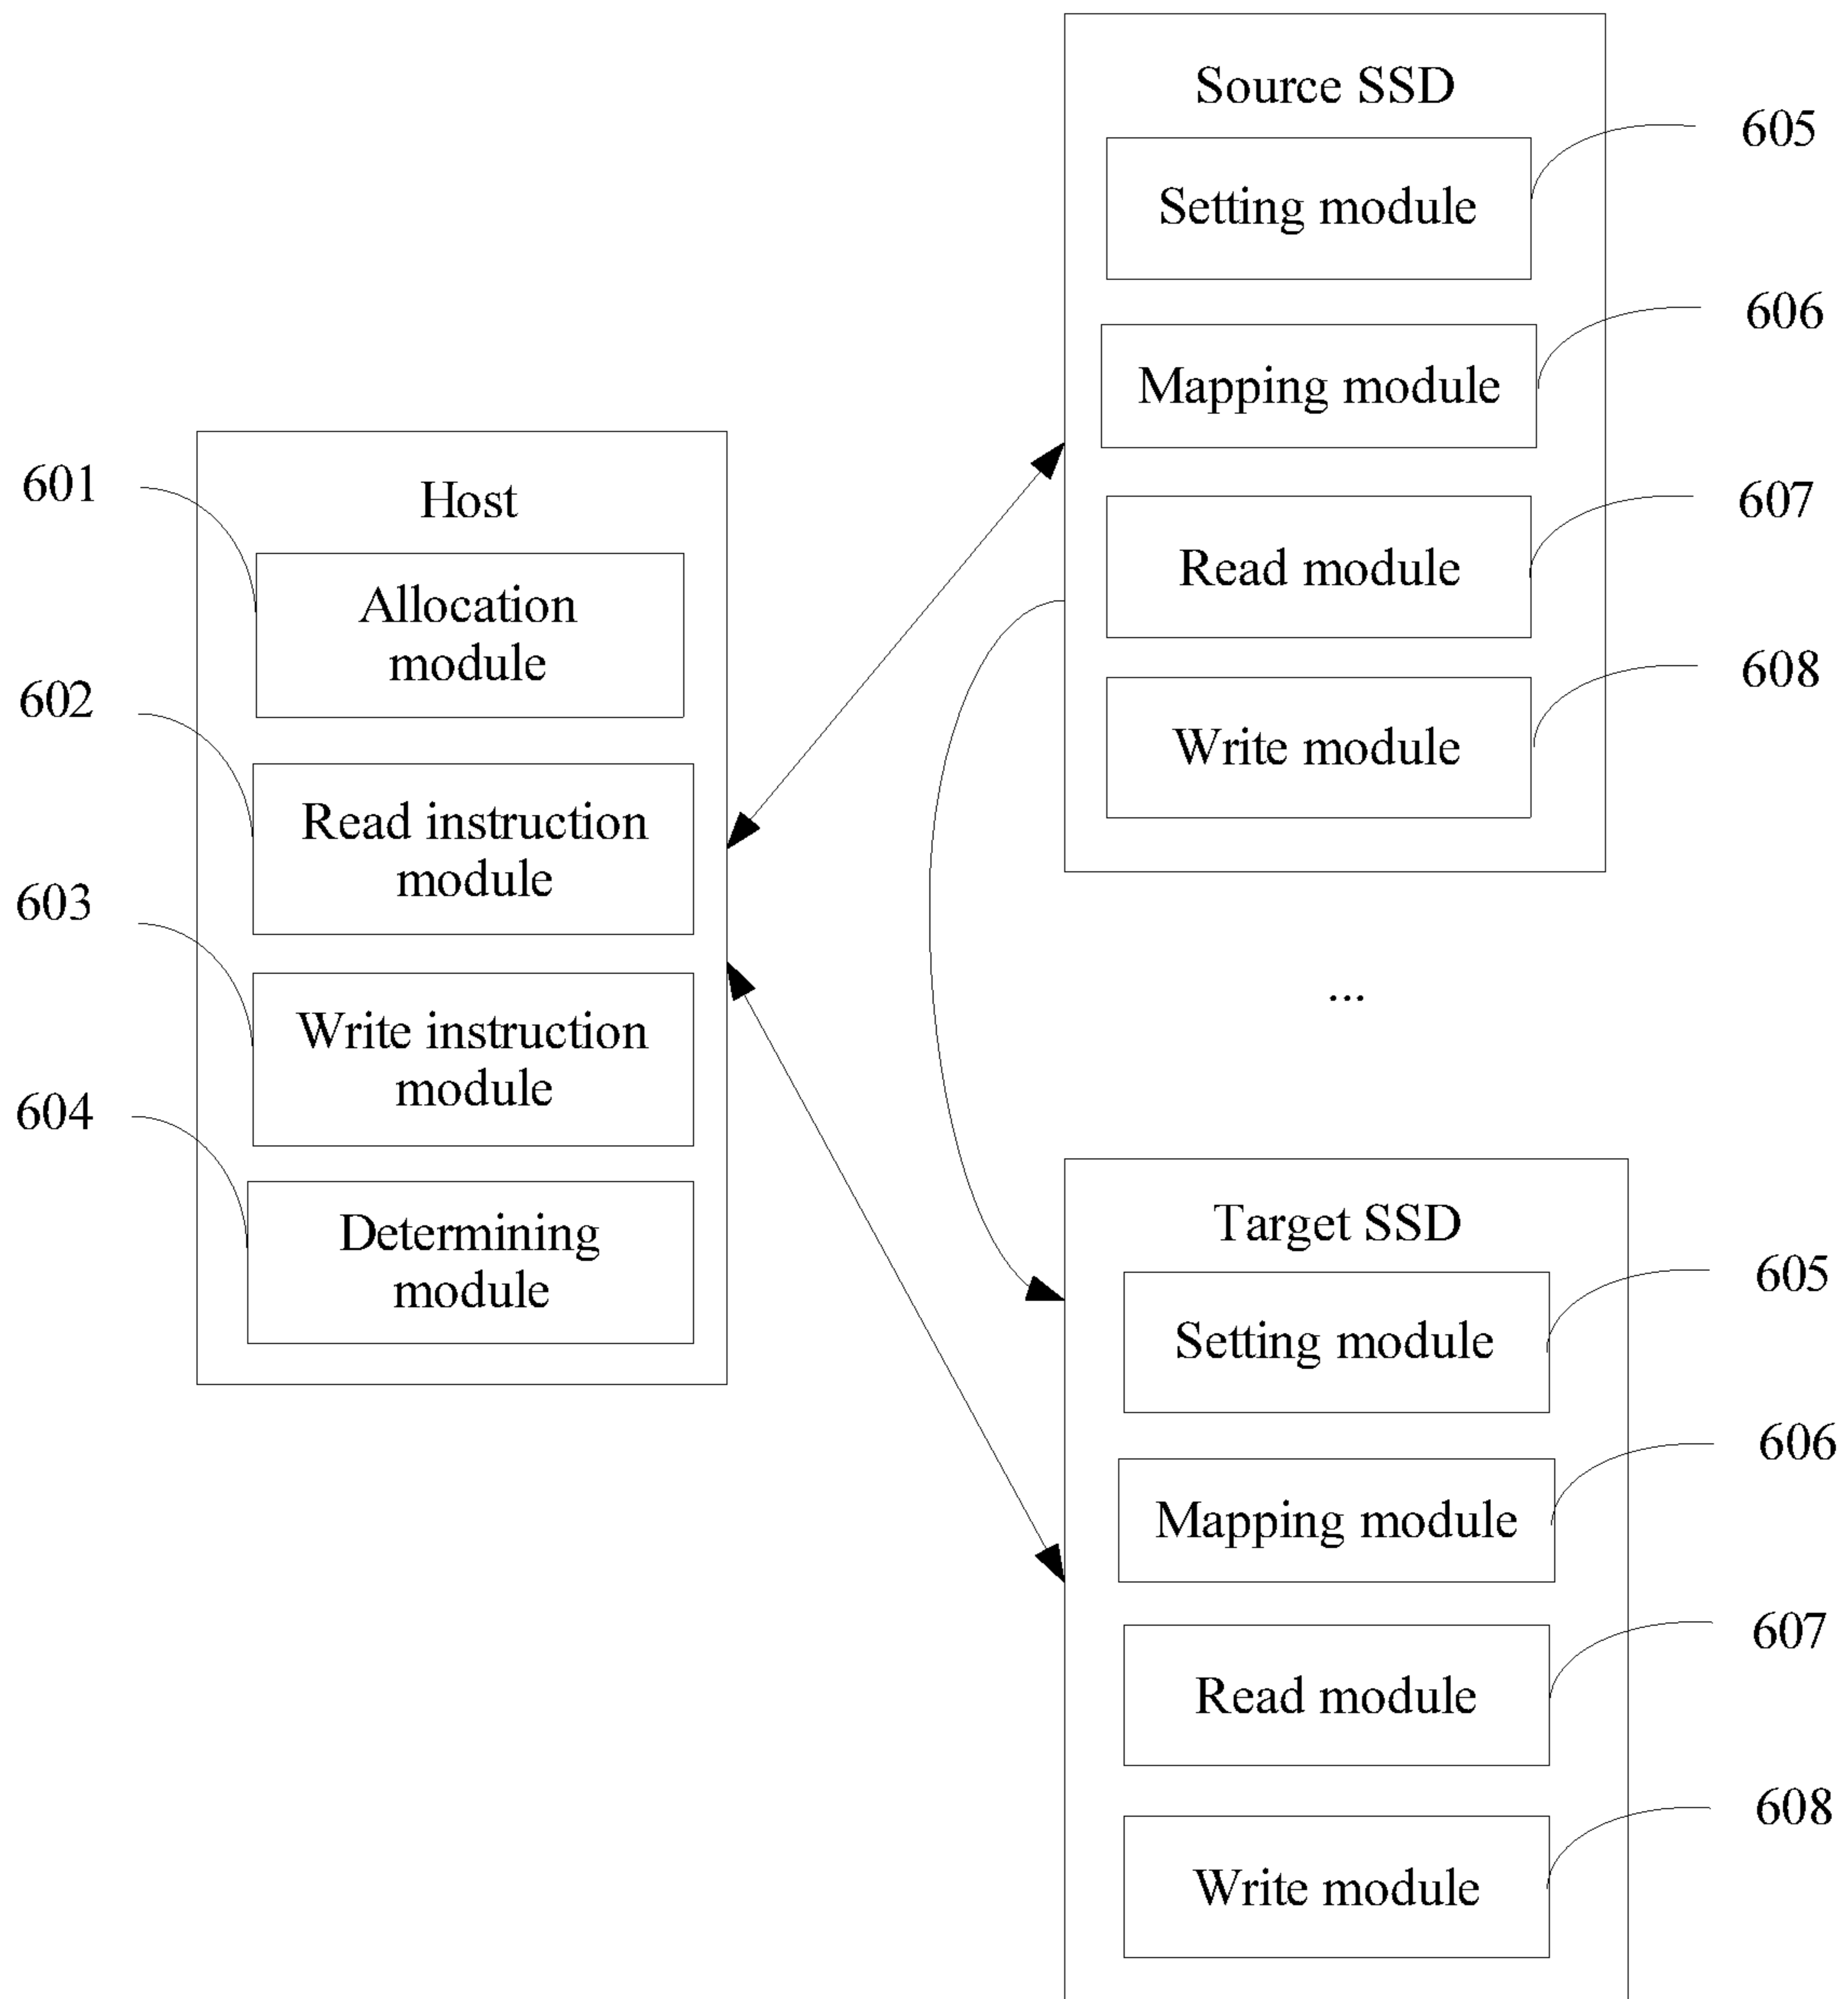 Source SSD
605
Setting module
606
Mapping module
607
Read module
608
Write module
Host
601
Allocation
module
602
Read instruction
module
603
Write instruction
module
604
Determining
module
...
Target SSD
605
Setting module
606
Mapping module
607
Read module
608
Write module